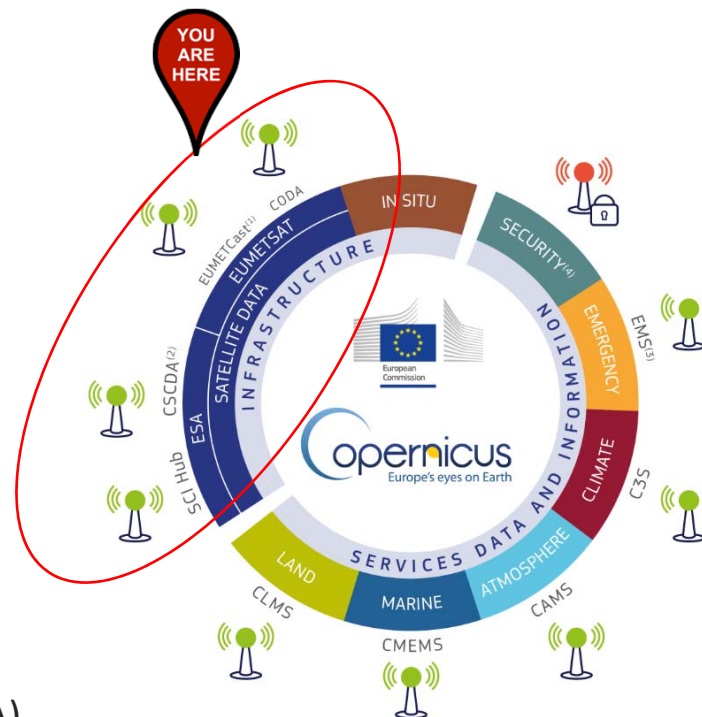 YOU
ARE
HERE
CODA
EUMETCast(1)
EUMETSAT
IN SITU
SATELLITE DATA
INFRASTRUCTURE
CSCDA(2)
ESA
SCI Hub
SECURITY(4)
EMERGENCY
EMS(3)
CLIMATE
C3S
ATMOSPHERE
CAMS
MARINE
CMEMS
LAND
CLMS
SERVICES DATA AND INFORMATION
European
Commission
Copernicus
Europe's eyes on Earth